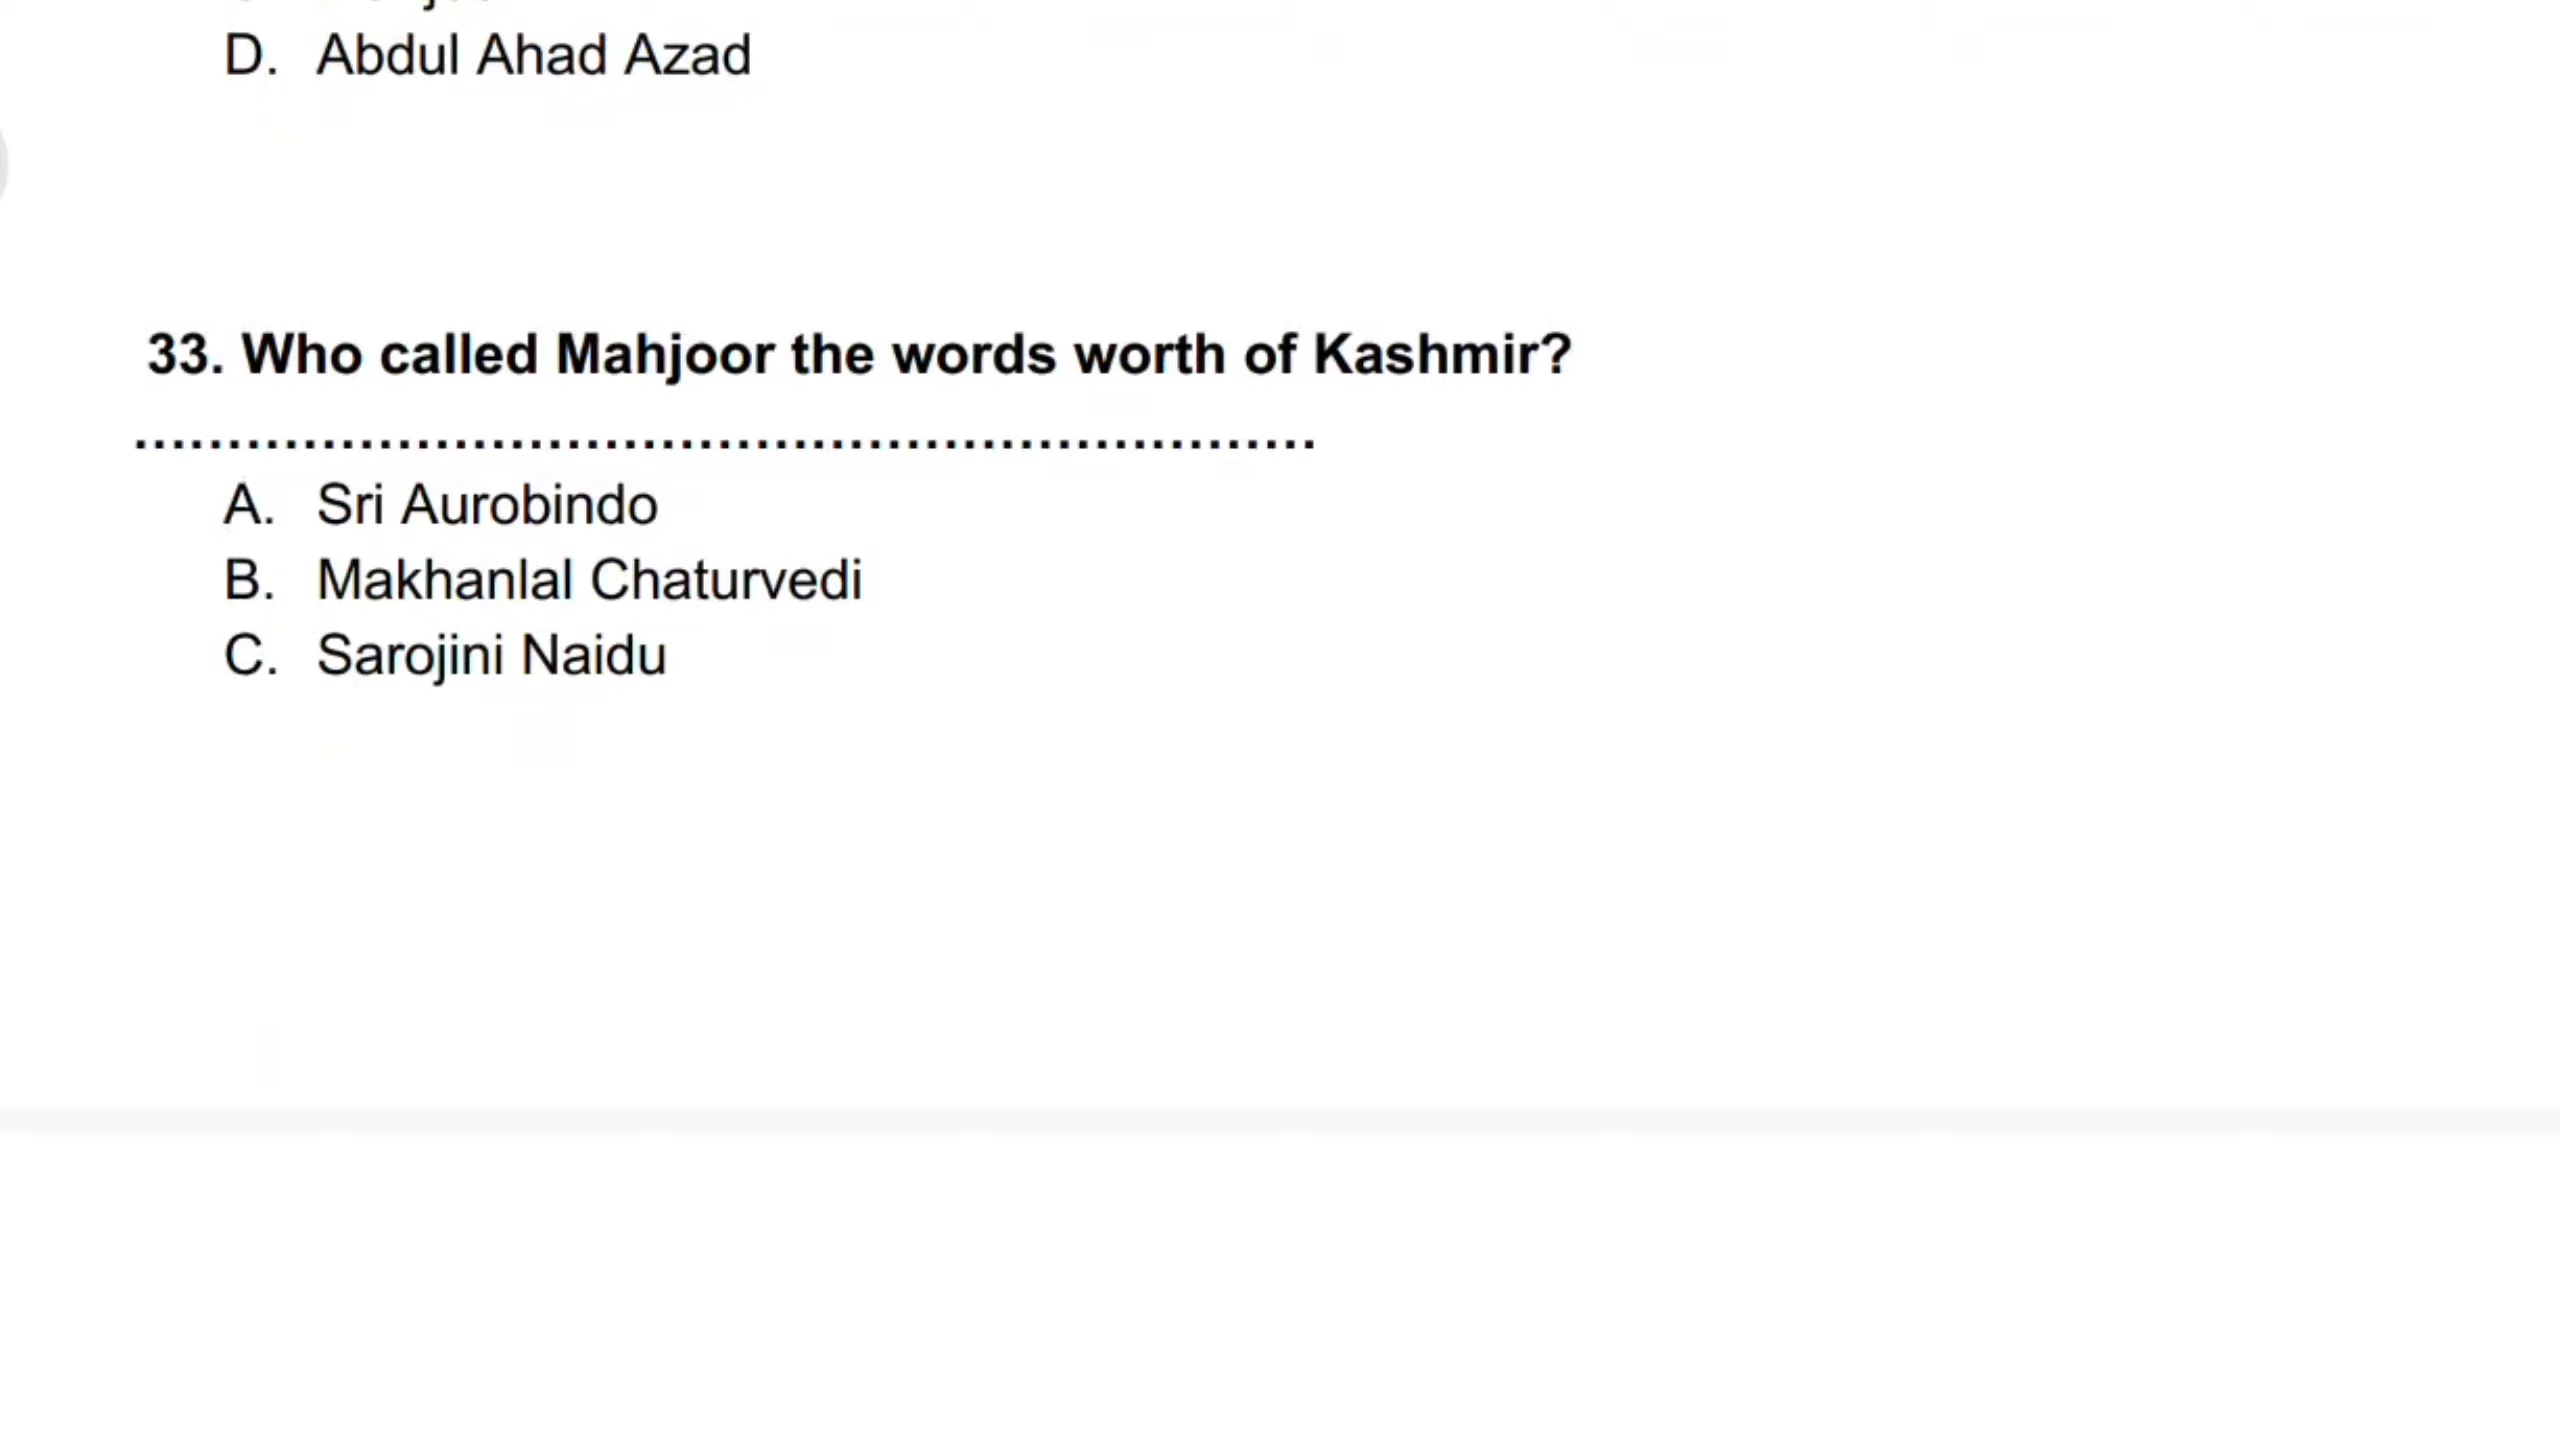 D. Abdul Ahad Azad
33. Who called Mahjoor the words worth of Kashmir?
...............................................................
A. Sri Aurobindo
B. Makhanlal Chaturvedi
C. Sarojini Naidu